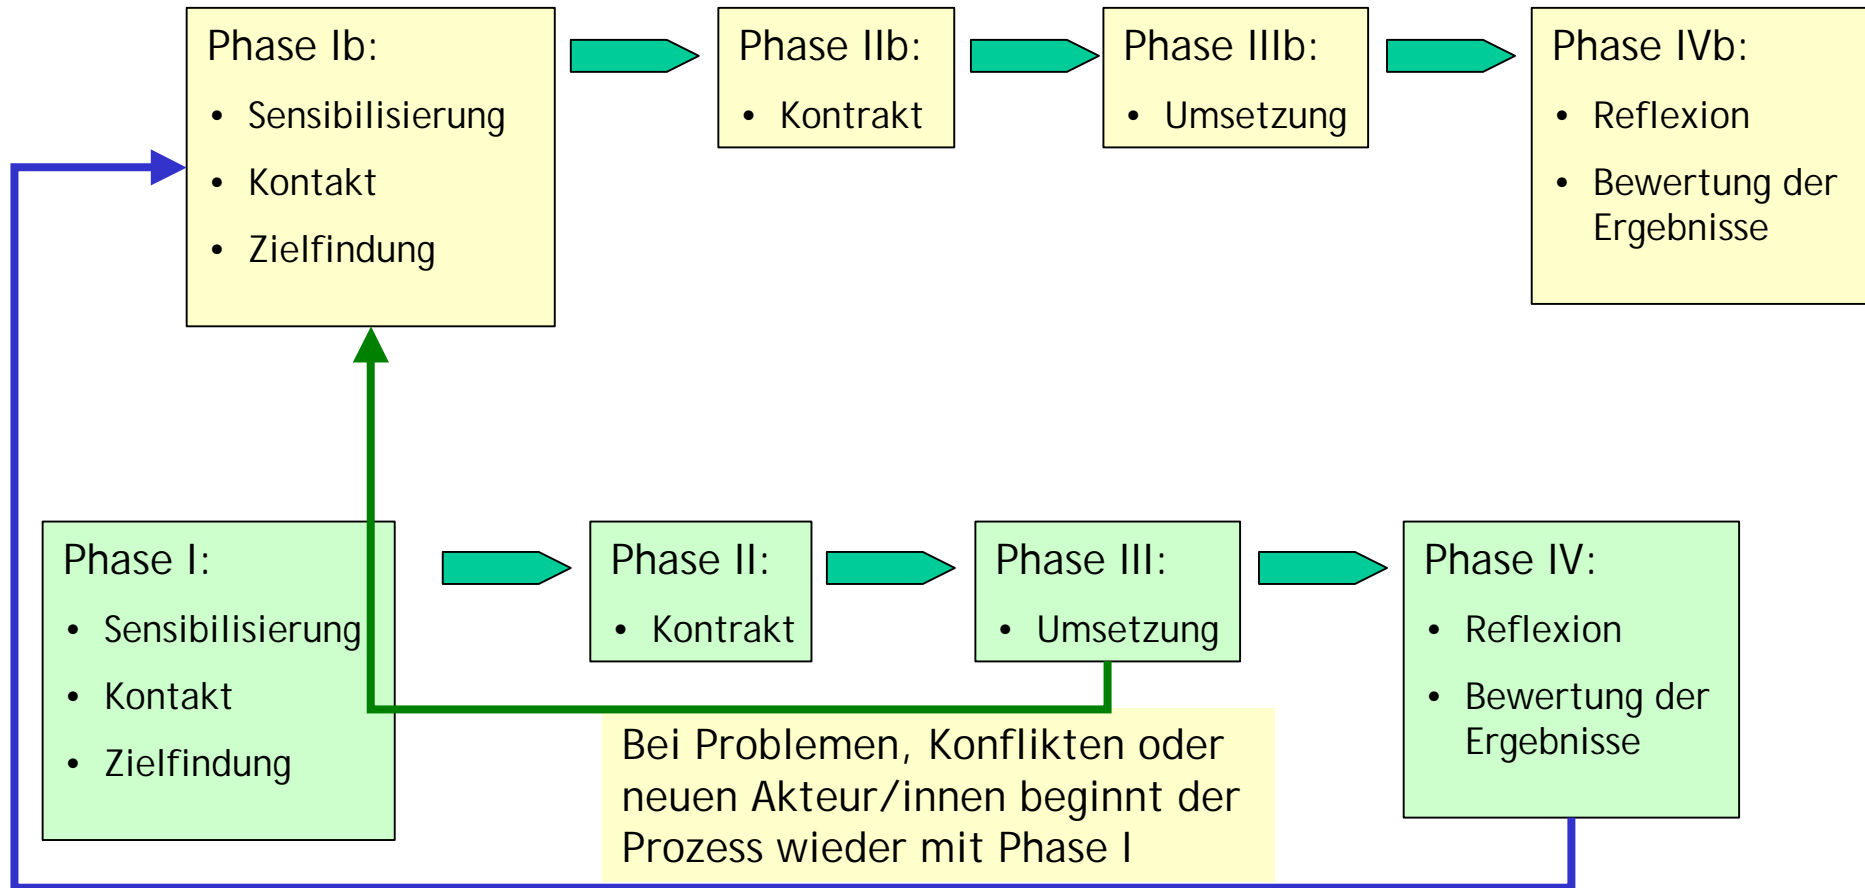 Phase Ib:
• Sensibilisierung
• Kontakt
• Zielfindung
Phase IIb:
• Kontrakt
Phase IIIb:
• Umsetzung
Phase IVb:
• Reflexion
• Bewertung der
Ergebnisse
Phase I:
• Sensibilisierung
• Kontakt
• Zielfindung
Phase II:
• Kontrakt
Phase III:
• Umsetzung
Phase IV:
• Reflexion
• Bewertung der
Ergebnisse
Bei Problemen, Konflikten oder
neuen Akteur/innen beginnt der
Prozess wieder mit Phase I